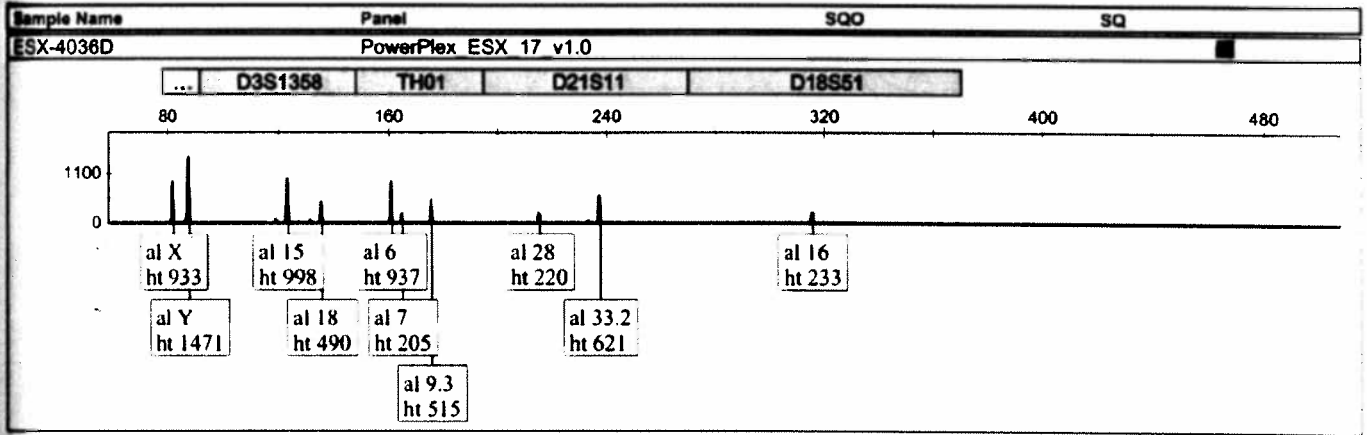 Sample Name Panel SQO SQ
ESX-4036D PowerPlex_ESX_17_v1.0
... D3S1358 TH01 D21S11 D18S51
80 160 240 320 400 480
1100
0
al X al 15 al 6 al 28 al 16
ht 933 ht 998 ht 937 ht 220 ht 233
al Y al 18 al 7 al 33.2
ht 1471 ht 490 ht 205 ht 621
al 9.3
ht 515